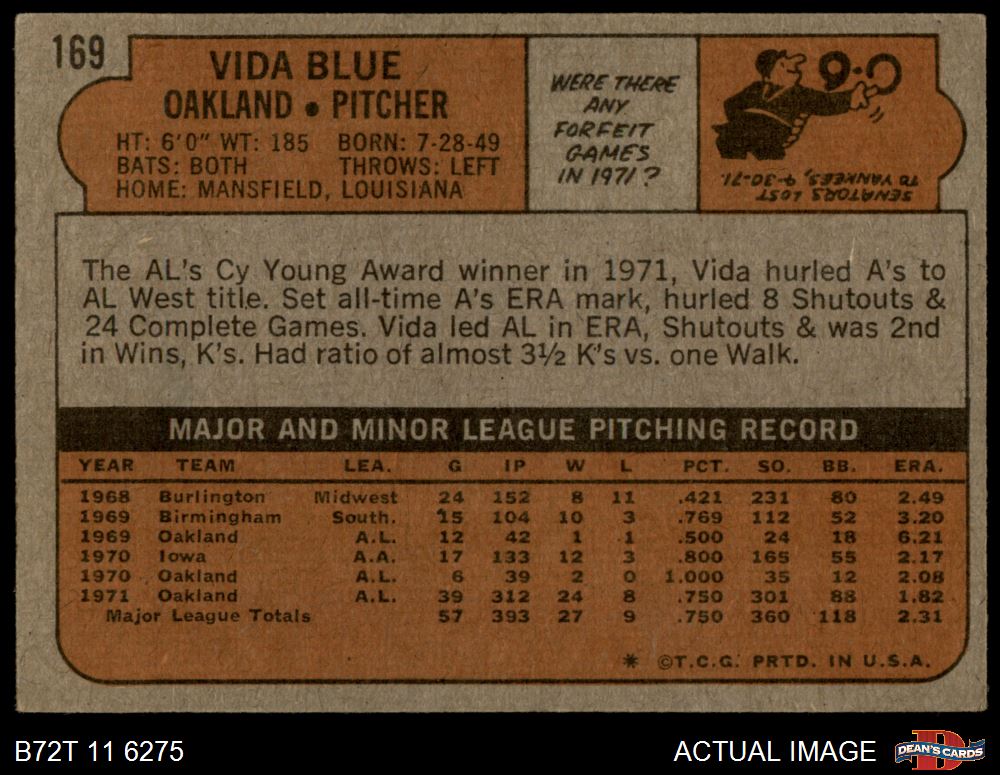 169
VIDA BLUE
OAKLAND • PITCHER
HT: 6'0" WT: 185 BORN: 7-28-49
BATS: BOTH THROWS: LEFT
HOME: MANSFIELD, LOUISIANA
WERE THERE
ANY
FORFEIT
GAMES
IN 1971?
SENATORS LOST
TO YANKEES, 9-30-71.
9-0
The AL's Cy Young Award winner in 1971, Vida hurled A's to
AL West title. Set all-time A's ERA mark, hurled 8 Shutouts &
24 Complete Games. Vida led AL in ERA, Shutouts & was 2nd
in Wins, K's. Had ratio of almost 3½ K's vs. one Walk.
MAJOR AND MINOR LEAGUE PITCHING RECORD
YEAR TEAM LEA. G IP W L PCT. SO. BB. ERA.
1968 Burlington Midwest 24 152 8 11 .421 231 80 2.49
1969 Birmingham South. 15 104 10 3 .769 112 52 3.20
1969 Oakland A.L. 12 42 1 1 .500 24 18 6.21
1970 Iowa A.A. 17 133 12 3 .800 165 55 2.17
1970 Oakland A.L. 6 39 2 0 1.000 35 12 2.08
1971 Oakland A.L. 39 312 24 8 .750 301 88 1.82
Major League Totals 57 393 27 9 .750 360 118 2.31
* ©T.C.G. PRTD. IN U.S.A.
B72T 11 6275
ACTUAL IMAGE
DEAN'S CARDS